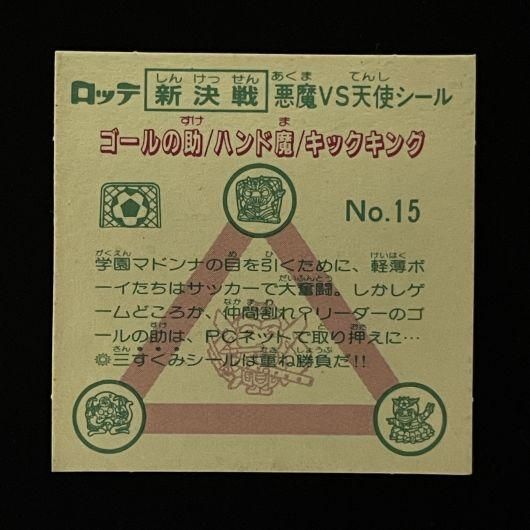 ロッテ 新決戦 悪魔VS天使シール
ゴールの助/ハンド魔/キックキング
No.15
学園マドンナの目を引くために、軽薄ボ
ーイたちはサッカーで大奮闘。しかしゲ
ームどころか、仲間割れ?リーダーのゴ
ールの助は、PCネットで取り押えに…
三すくみシールは重ね勝負だ!!